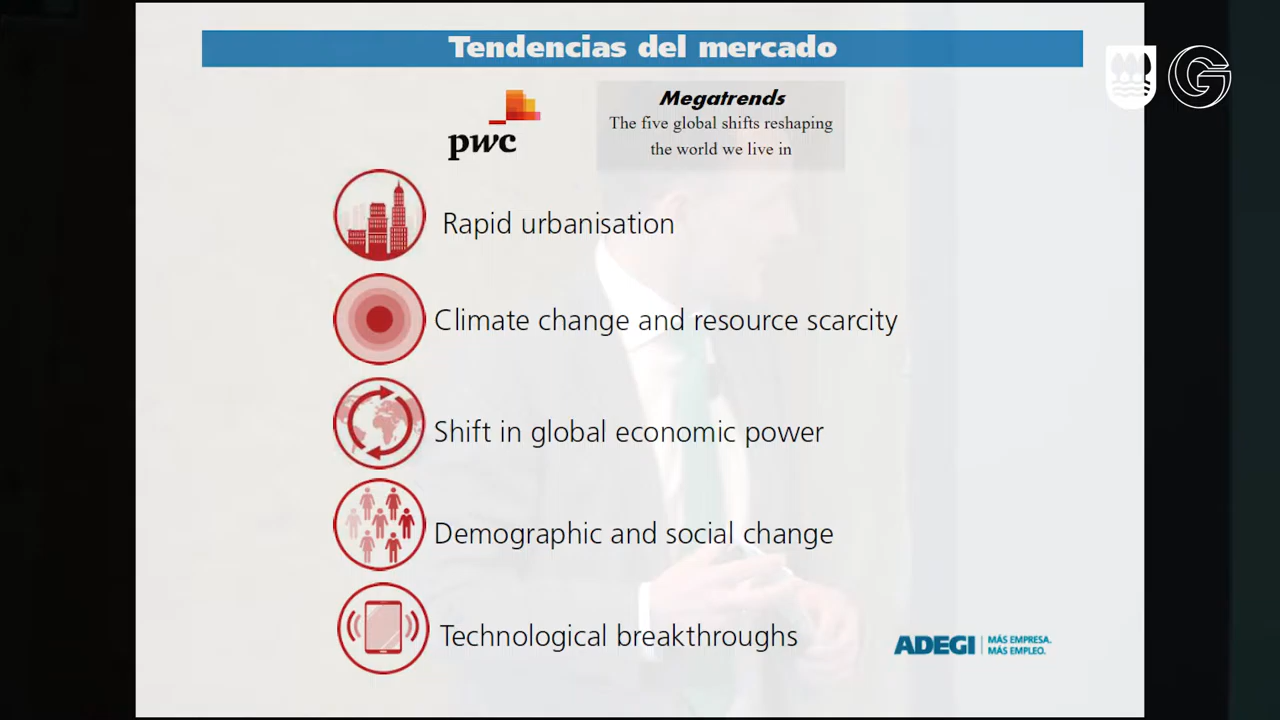 Tendencias del mercado
pwc
Megatrends
The five global shifts reshaping
the world we live in
Rapid urbanisation
Climate change and resource scarcity
Shift in global economic power
Demographic and social change
Technological breakthroughs
ADEGI
MÁS EMPRESA.
MÁS EMPLEO.
G